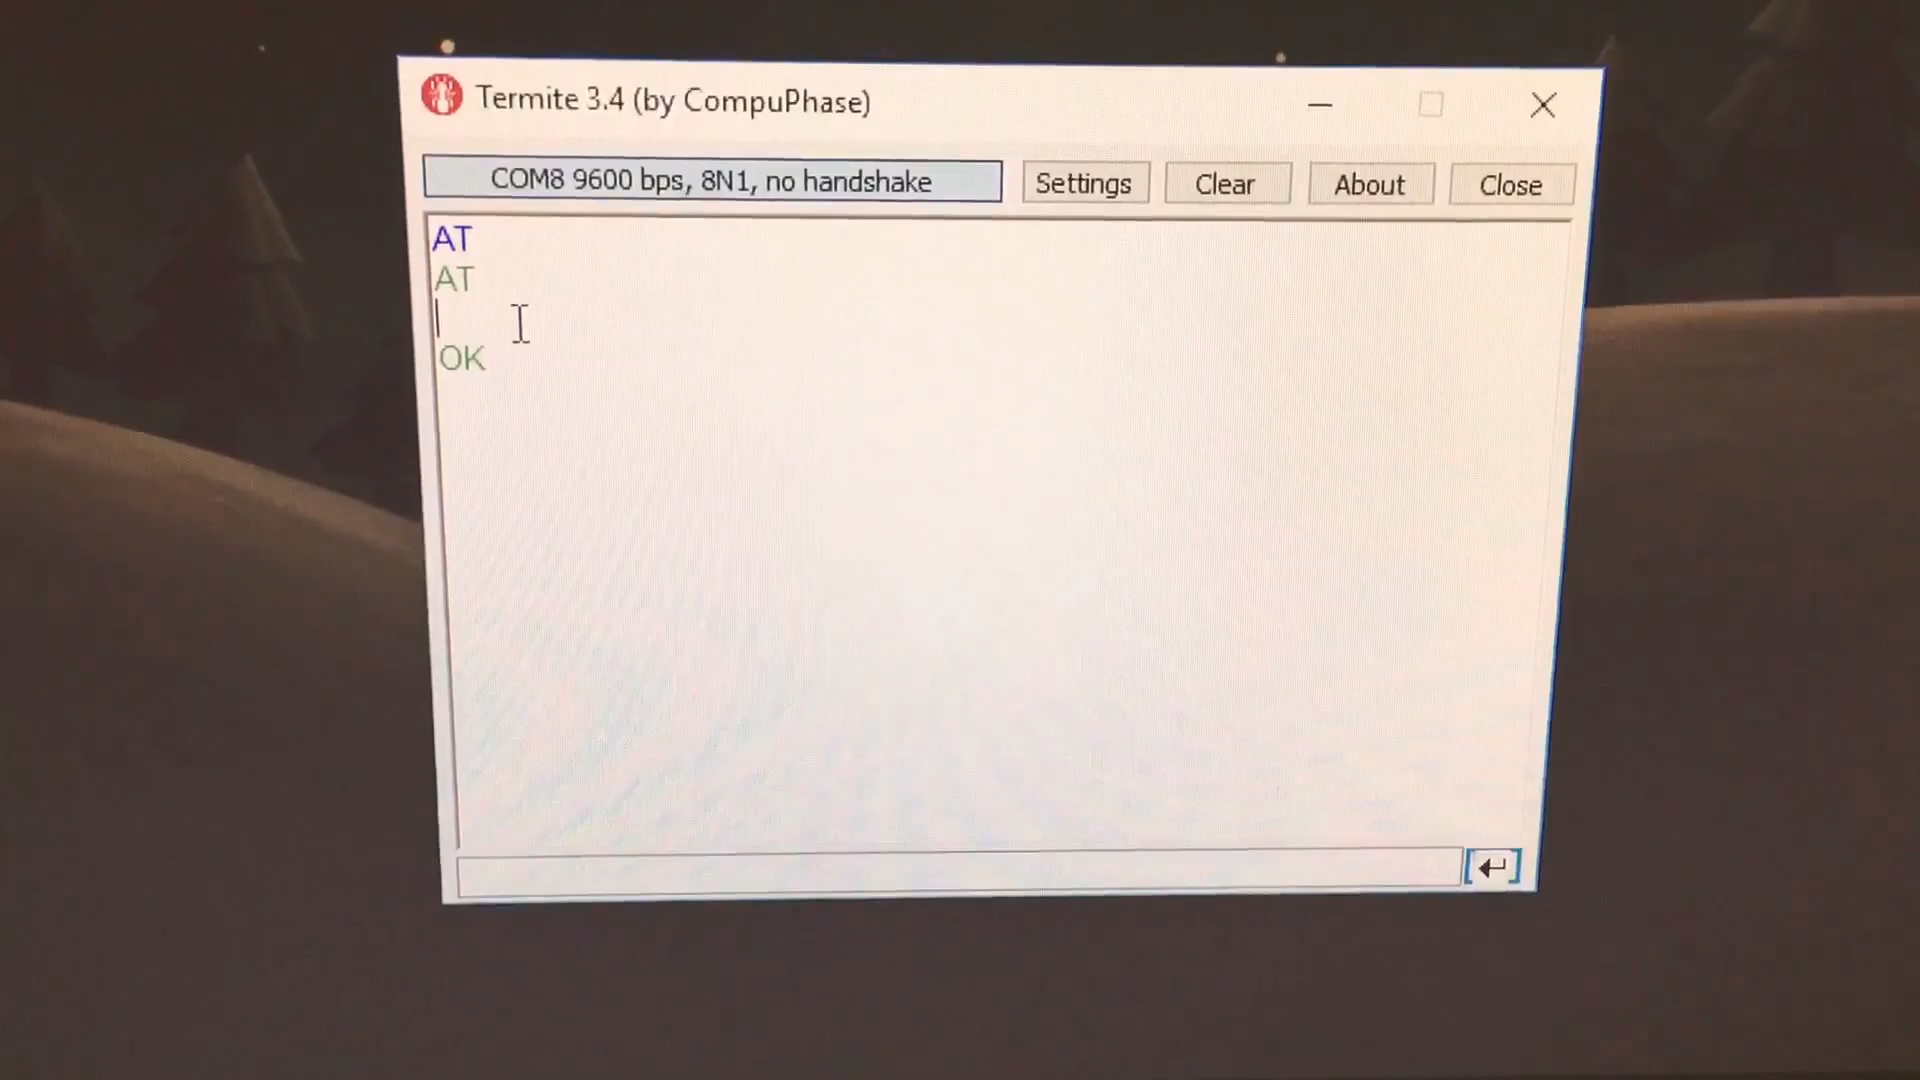 Termite 3.4 (by CompuPhase)
COM8 9600 bps, 8N1, no handshake
Settings
Clear
About
Close
AT
AT
OK